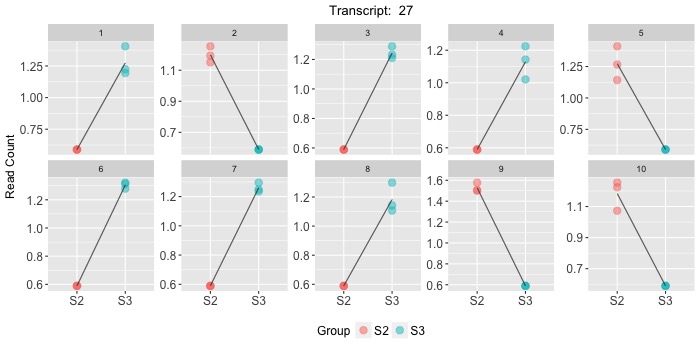 Transcript: 27
1 2 3 4 5
1.25 1.1 1.2 1.2 1.25
1.00 0.9 1.0 1.0 1.00
0.75 0.7 0.8 0.8 0.75
0.6 0.6
Read Count
6 7 8 9 10
1.2 1.2 1.2 1.6 1.1
1.0 1.0 1.0 1.4 0.9
0.8 0.8 0.8 1.2 0.7
0.6 0.6 0.6 1.0
0.8
0.6
S2 S3 S2 S3 S2 S3 S2 S3 S2 S3
Group S2 S3